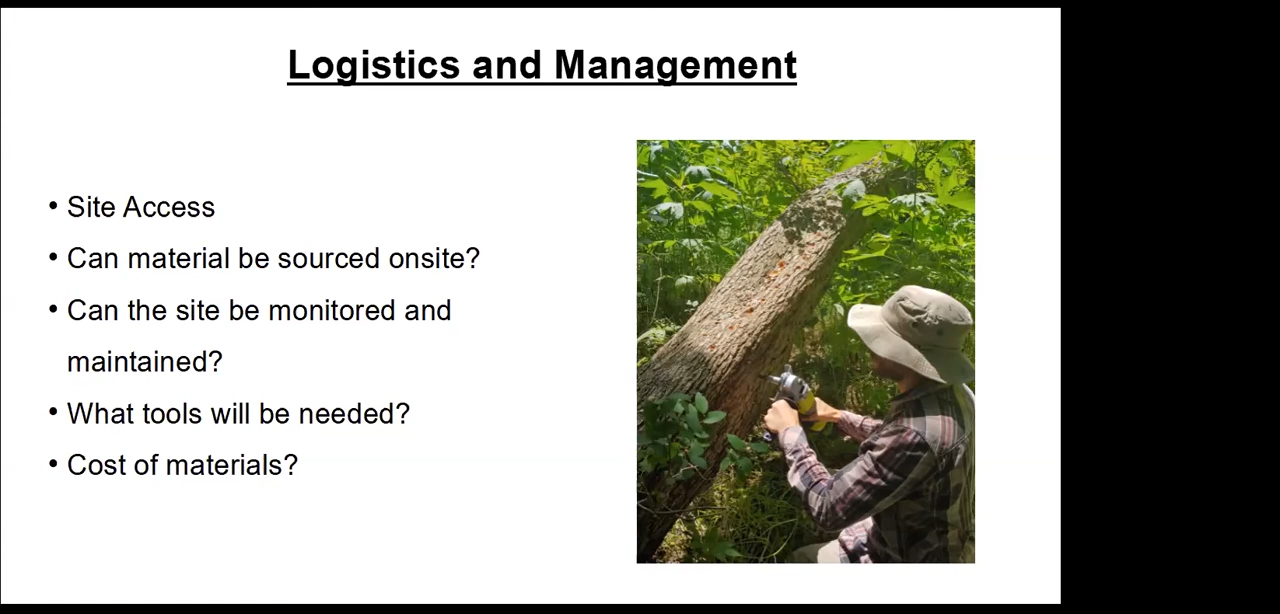 Logistics and Management
• Site Access
• Can material be sourced onsite?
• Can the site be monitored and
maintained?
• What tools will be needed?
• Cost of materials?